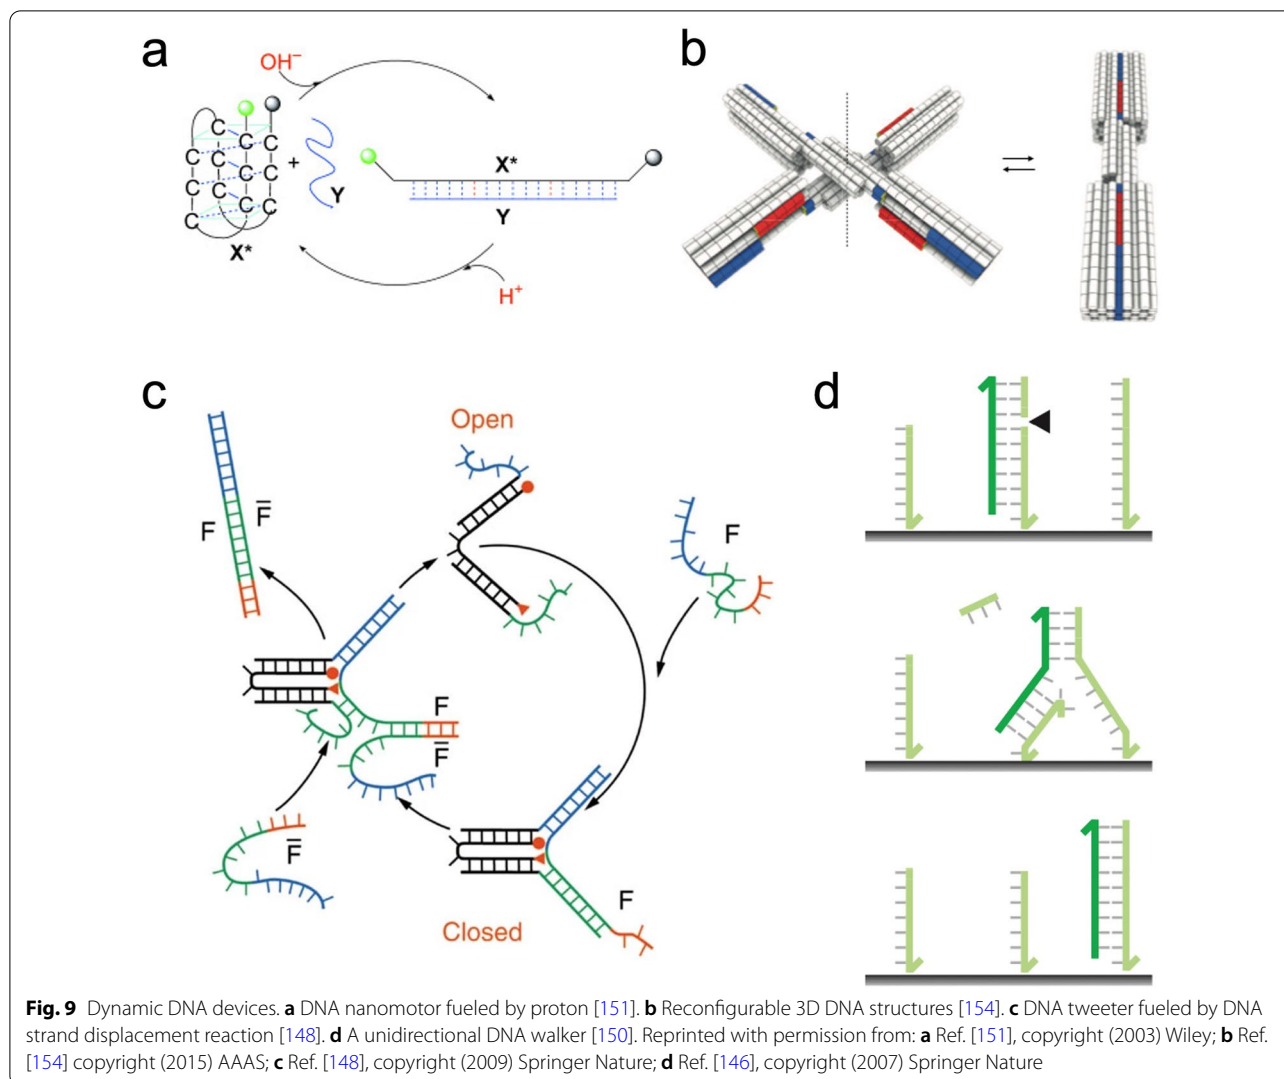 a
OH⁻
C C C C
C C C C
C C C C
C C C C
+
Y
X*
X*
Y
H⁺
b
c
Open
F
F̅
F
F
F̅
F̅
F
Closed
d
Fig. 9 Dynamic DNA devices. a DNA nanomotor fueled by proton [151]. b Reconfigurable 3D DNA structures [154]. c DNA tweeter fueled by DNA
strand displacement reaction [148]. d A unidirectional DNA walker [150]. Reprinted with permission from: a Ref. [151], copyright (2003) Wiley; b Ref.
[154] copyright (2015) AAAS; c Ref. [148], copyright (2009) Springer Nature; d Ref. [146], copyright (2007) Springer Nature